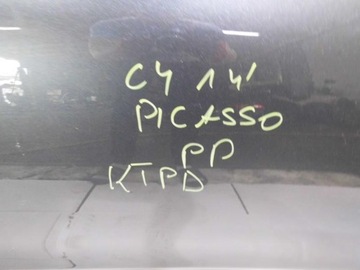 C4 14'
PICASSO
PP
KTPD